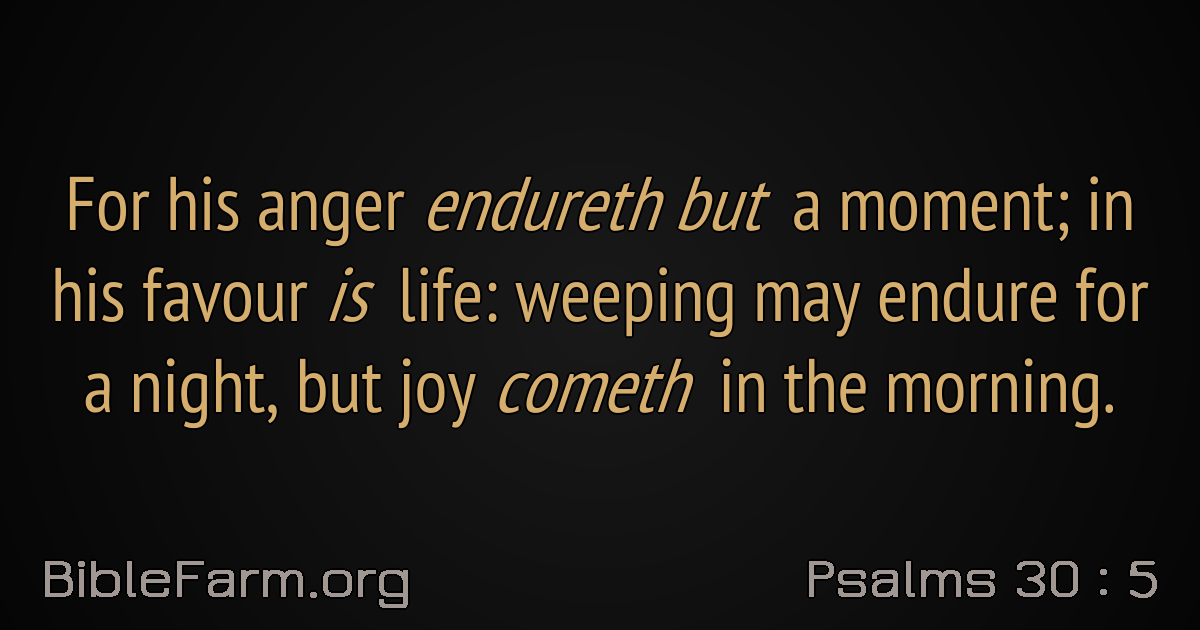 For his anger endureth but a moment; in
his favour is life: weeping may endure for
a night, but joy cometh in the morning.
BibleFarm.org
Psalms 30 : 5